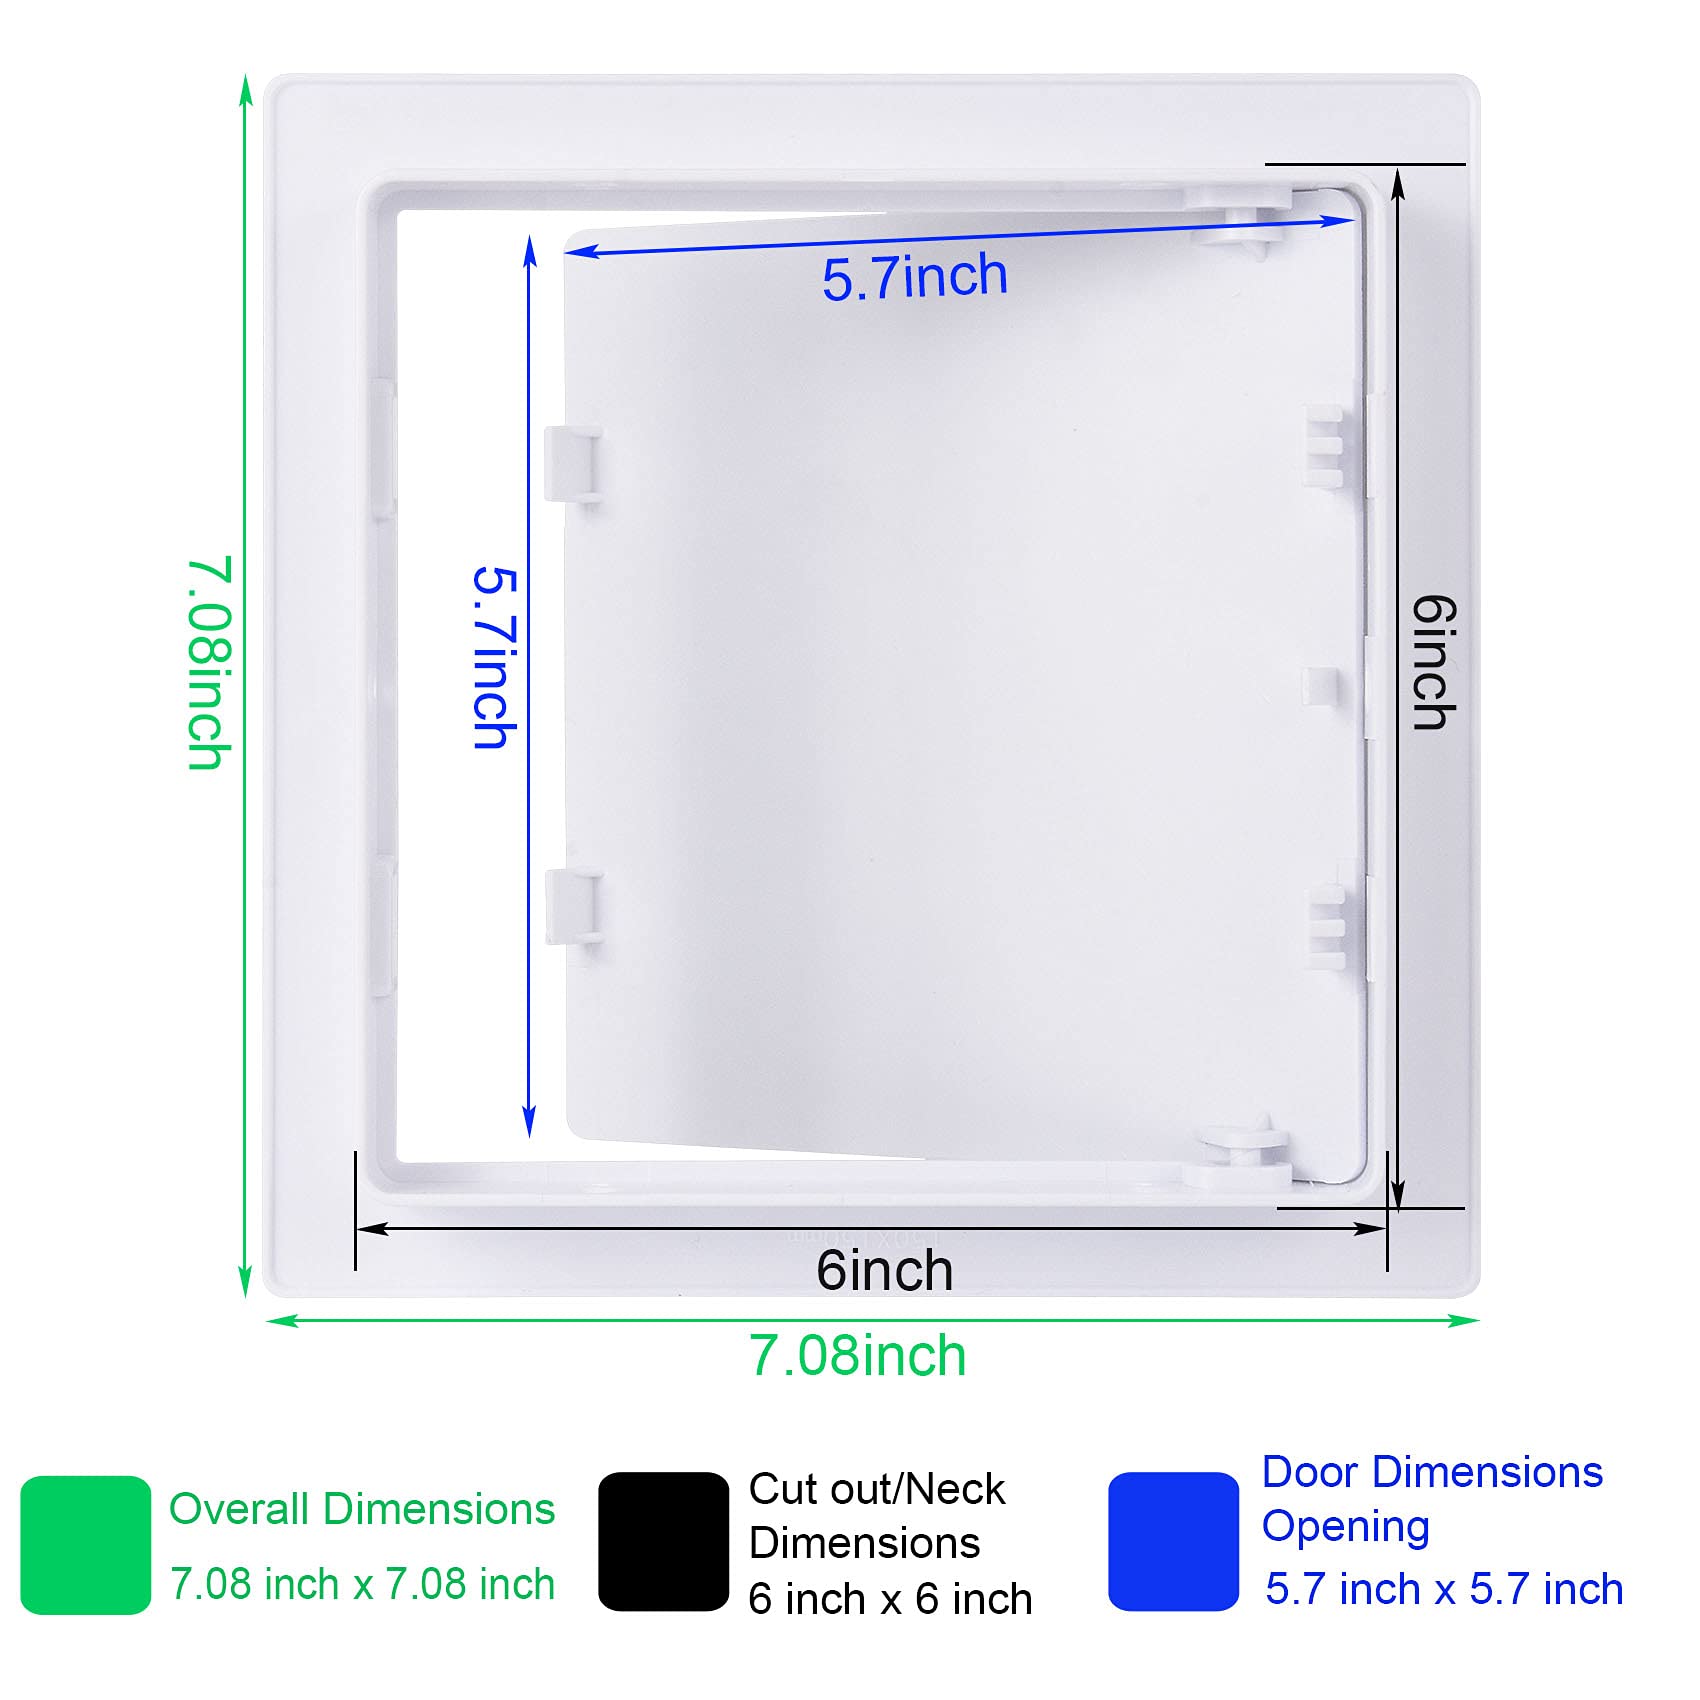 5.7inch
5.7inch
7.08inch
6inch
6inch
7.08inch
Overall Dimensions
7.08 inch x 7.08 inch
Cut out/Neck
Dimensions
6 inch x 6 inch
Door Dimensions
Opening
5.7 inch x 5.7 inch